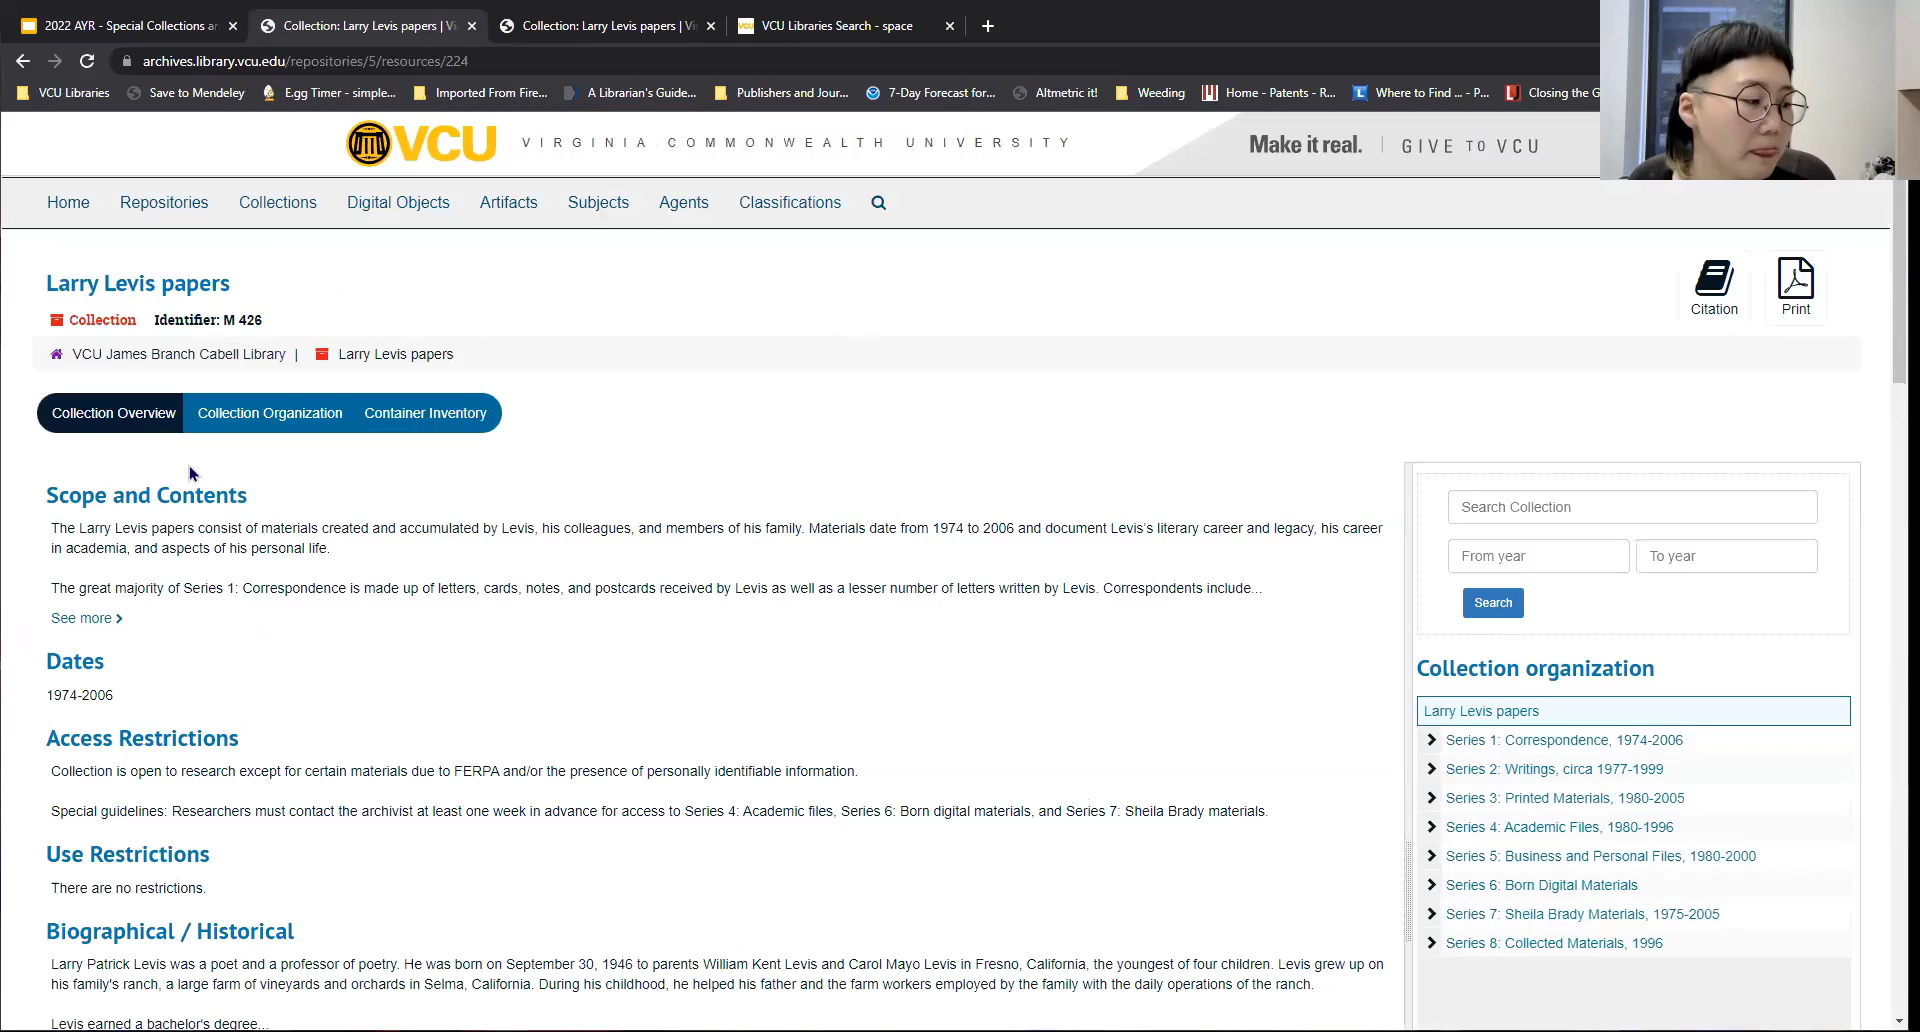 2022 AYR - Special Collections ar
Collection: Larry Levis papers | Vi
Collection: Larry Levis papers | Vi
VCU Libraries Search - space
archives.library.vcu.edu/repositories/5/resources/224
VCU Libraries
Save to Mendeley
E.gg Timer - simple...
Imported From Fire...
A Librarian's Guide...
Publishers and Jour...
7-Day Forecast for...
Altmetric it!
Weeding
Home - Patents - R...
Where to Find ... - P...
Closing the G
VCU VIRGINIA COMMONWEALTH UNIVERSITY
Make it real. | GIVE TO VCU
Home Repositories Collections Digital Objects Artifacts Subjects Agents Classifications
Larry Levis papers
Citation
Print
Collection Identifier: M 426
VCU James Branch Cabell Library | Larry Levis papers
Collection Overview Collection Organization Container Inventory
Scope and Contents
The Larry Levis papers consist of materials created and accumulated by Levis, his colleagues, and members of his family. Materials date from 1974 to 2006 and document Levis's literary career and legacy, his career
in academia, and aspects of his personal life.
The great majority of Series 1: Correspondence is made up of letters, cards, notes, and postcards received by Levis as well as a lesser number of letters written by Levis. Correspondents include...
See more
Dates
1974-2006
Access Restrictions
Collection is open to research except for certain materials due to FERPA and/or the presence of personally identifiable information.
Special guidelines: Researchers must contact the archivist at least one week in advance for access to Series 4: Academic files, Series 6: Born digital materials, and Series 7: Sheila Brady materials.
Use Restrictions
There are no restrictions.
Biographical / Historical
Larry Patrick Levis was a poet and a professor of poetry. He was born on September 30, 1946 to parents William Kent Levis and Carol Mayo Levis in Fresno, California, the youngest of four children. Levis grew up on
his family's ranch, a large farm of vineyards and orchards in Selma, California. During his childhood, he helped his father and the farm workers employed by the family with the daily operations of the ranch.
Levis earned a bachelor's degree...
Search Collection
From year
To year
Search
Collection organization
Larry Levis papers
Series 1: Correspondence, 1974-2006
Series 2: Writings, circa 1977-1999
Series 3: Printed Materials, 1980-2005
Series 4: Academic Files, 1980-1996
Series 5: Business and Personal Files, 1980-2000
Series 6: Born Digital Materials
Series 7: Sheila Brady Materials, 1975-2005
Series 8: Collected Materials, 1996